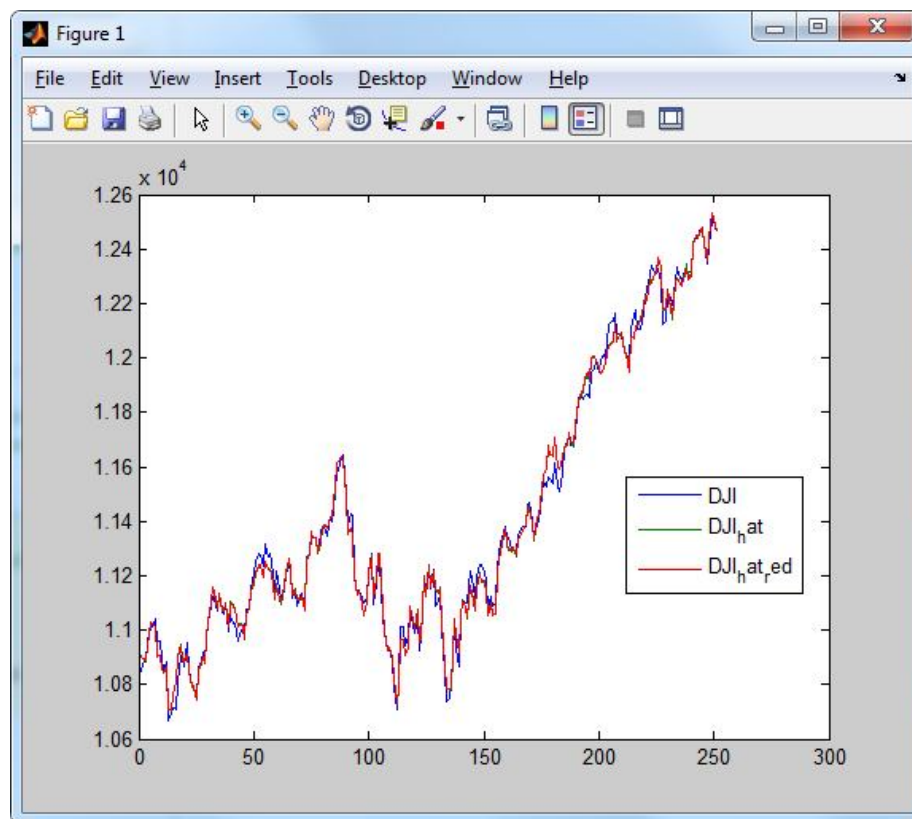 Figure 1
File Edit View Insert Tools Desktop Window Help
x 10^4
1.26
1.24
1.22
1.2
1.18
1.16
1.14
1.12
1.1
1.08
1.06
0 50 100 150 200 250 300
DJI
DJI_hat
DJI_hat_red